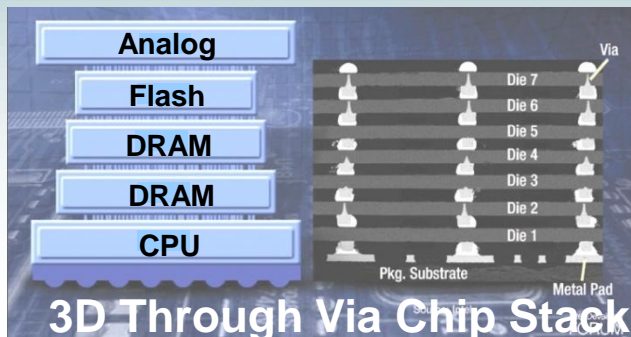 Analog
Flash
DRAM
DRAM
CPU
Via
Die 7
Die 6
Die 5
Die 4
Die 3
Die 2
Die 1
Pkg. Substrate
Metal Pad
3D Through Via Chip Stack